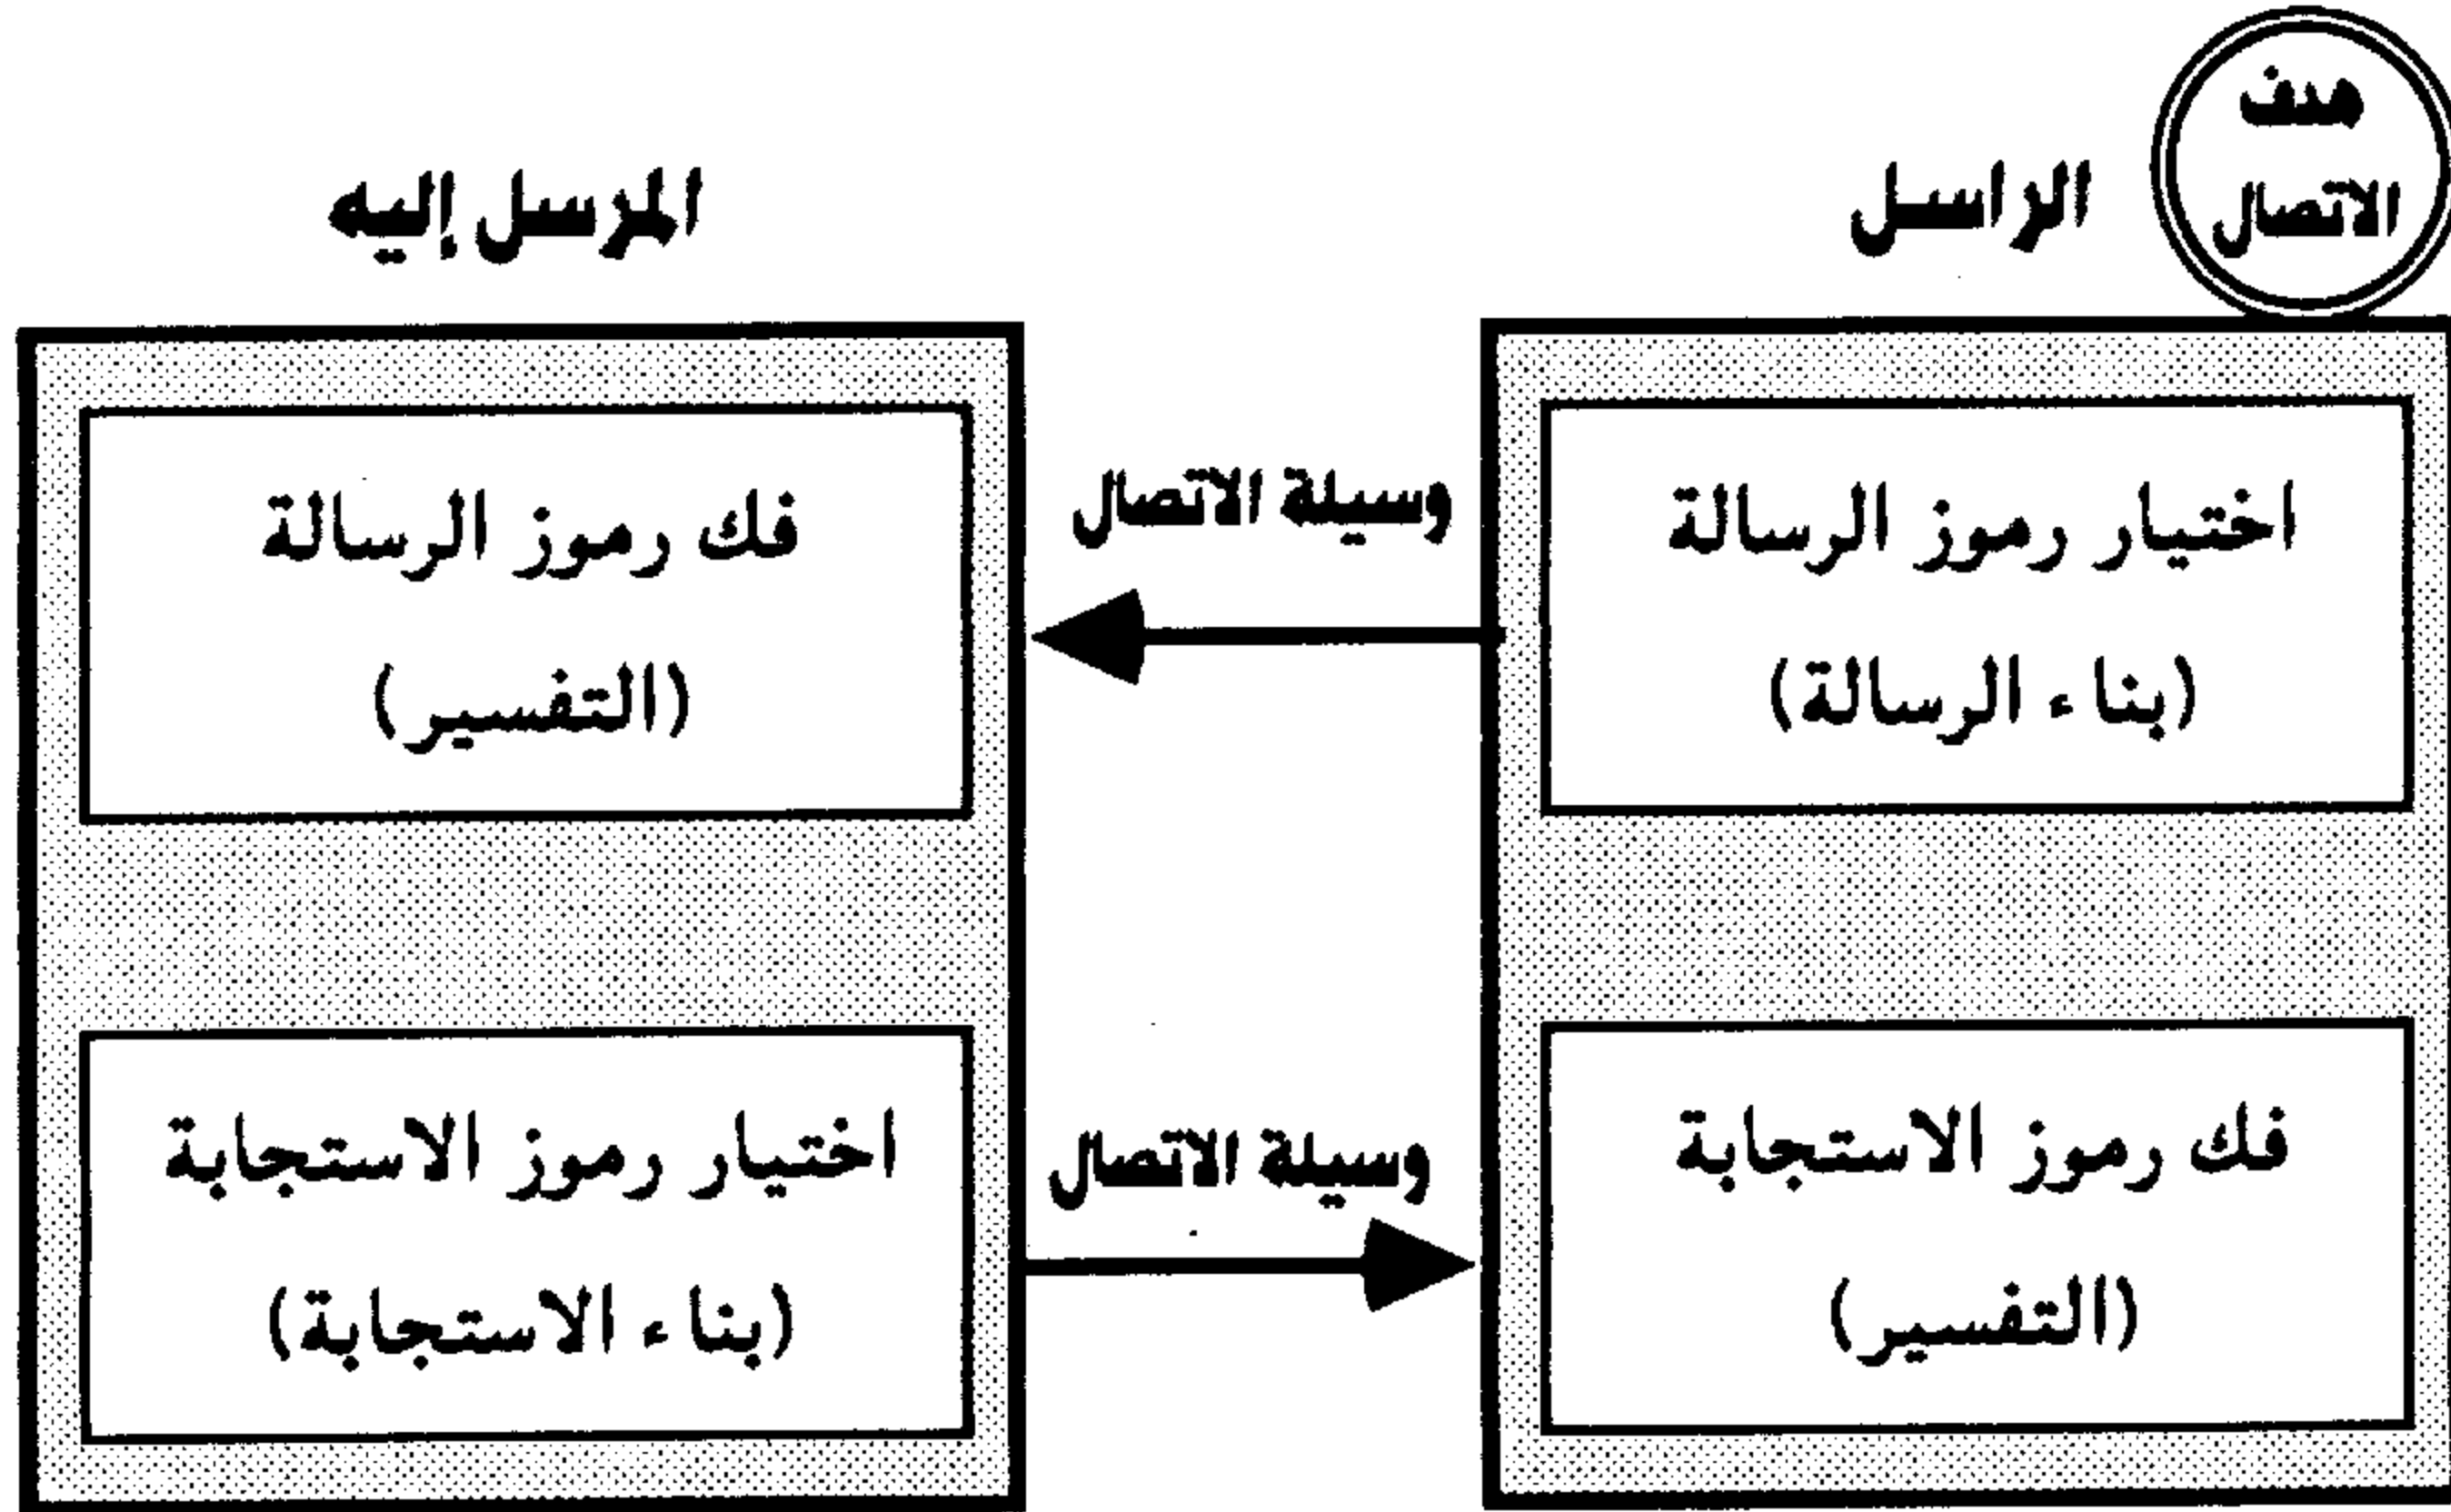 هدف
الاتصال
الراسل
المرسل إليه
اختيار رموز الرسالة
(بناء الرسالة)
وسيلة الاتصال
فك رموز الرسالة
(التفسير)
فك رموز الاستجابة
(التفسير)
وسيلة الاتصال
اختيار رموز الاستجابة
(بناء الاستجابة)